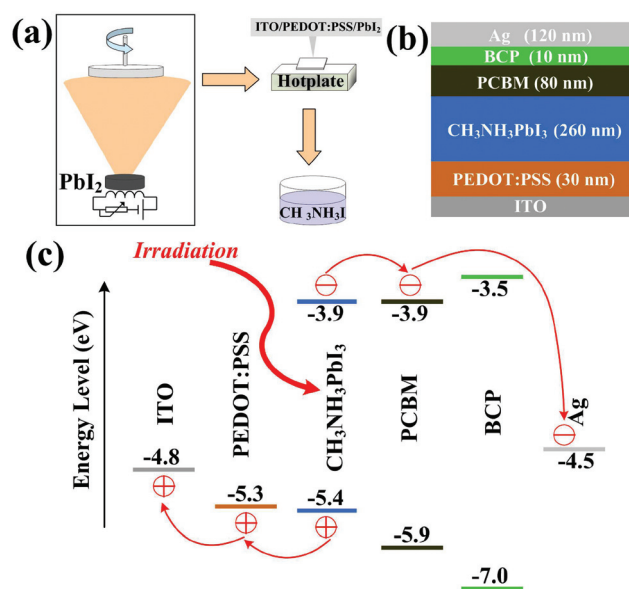 (a)
ITO/PEDOT:PSS/PbI₂
Hotplate
PbI₂
CH ₃NH₃I
(b)
Ag (120 nm)
BCP (10 nm)
PCBM (80 nm)
CH₃NH₃PbI₃ (260 nm)
PEDOT:PSS (30 nm)
ITO
(c)
Irradiation
Energy Level (eV)
ITO
-4.8
PEDOT:PSS
-5.3
CH₃NH₃PbI₃
-3.9
-5.4
PCBM
-3.9
-5.9
BCP
-3.5
-7.0
Ag
-4.5